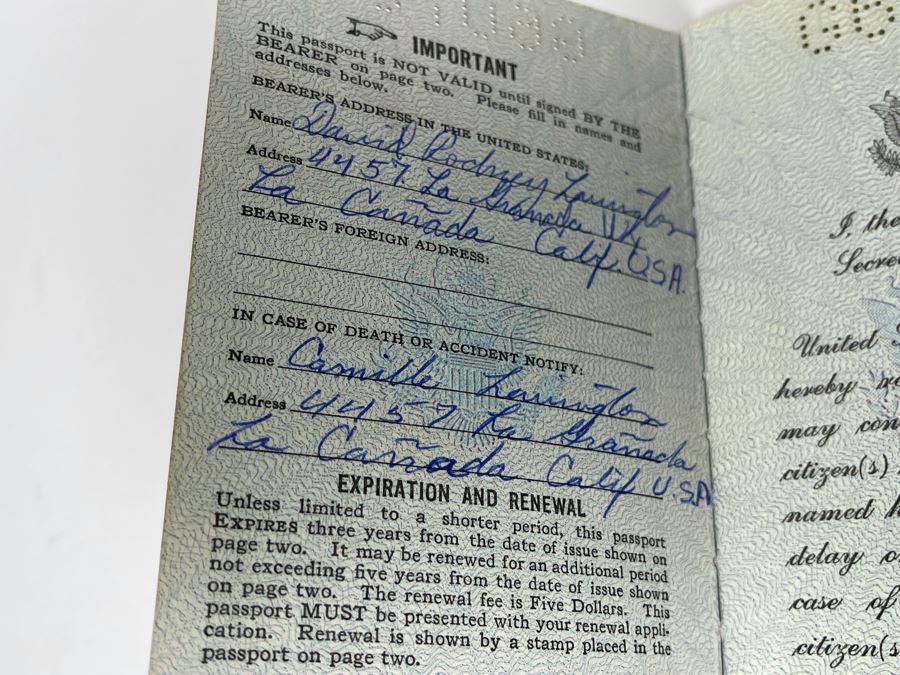 IMPORTANT
This passport is NOT VALID until signed BY THE
BEARER on page two. Please fill in names and
addresses below.
BEARER'S ADDRESS IN THE UNITED STATES:
Name David Rodney Lavington
Address 4457 La Granada Wy
La Cañada Calif. USA.
BEARER'S FOREIGN ADDRESS:
IN CASE OF DEATH OR ACCIDENT NOTIFY:
Name Camille Lavington
Address 4457 La Grañada
La Cañada. Calif U.S.A
EXPIRATION AND RENEWAL
Unless limited to a shorter period, this passport
EXPIRES three years from the date of issue shown on
page two. It may be renewed for an additional period
not exceeding five years from the date of issue shown
on page two. The renewal fee is Five Dollars. This
passport MUST be presented with your renewal appli-
cation. Renewal is shown by a stamp placed in the
passport on page two.
I the
Secre
United S
hereby re
may con
citizen(s)
named h
delay o
case of
citizen(s